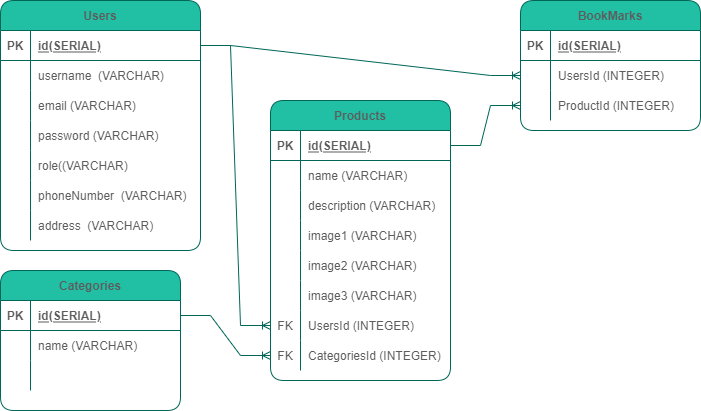 Users
PK id(SERIAL)
username (VARCHAR)
email (VARCHAR)
password (VARCHAR)
role((VARCHAR)
phoneNumber (VARCHAR)
address (VARCHAR)
BookMarks
PK id(SERIAL)
UsersId (INTEGER)
ProductId (INTEGER)
Products
PK id(SERIAL)
name (VARCHAR)
description (VARCHAR)
image1 (VARCHAR)
image2 (VARCHAR)
image3 (VARCHAR)
FK UsersId (INTEGER)
FK CategoriesId (INTEGER)
Categories
PK id(SERIAL)
name (VARCHAR)